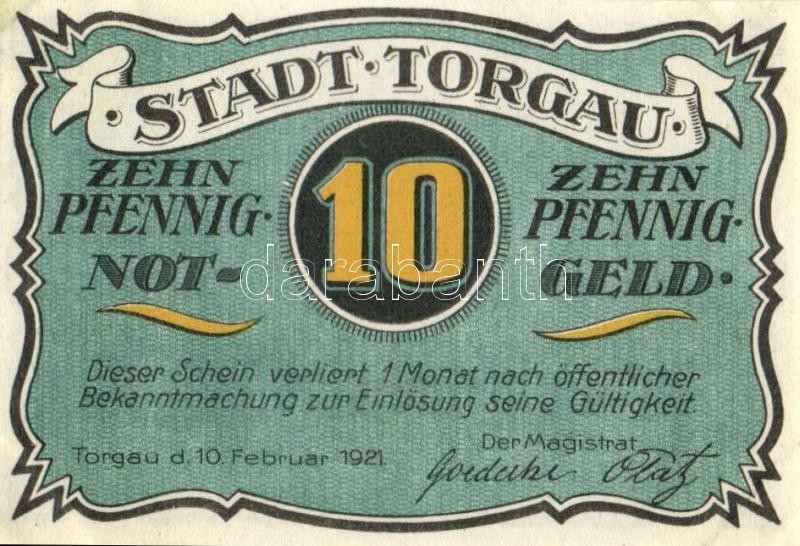 · STADT · TORGAU ·
ZEHN
PFENNIG ·
NOT-
10
ZEHN
PFENNIG ·
GELD ·
darabanth
Dieser Schein verliert 1 Monat nach öffentlicher
Bekanntmachung zur Einlösung seine Gültigkeit.
Torgau d. 10. Februar 1921.
Der Magistrat